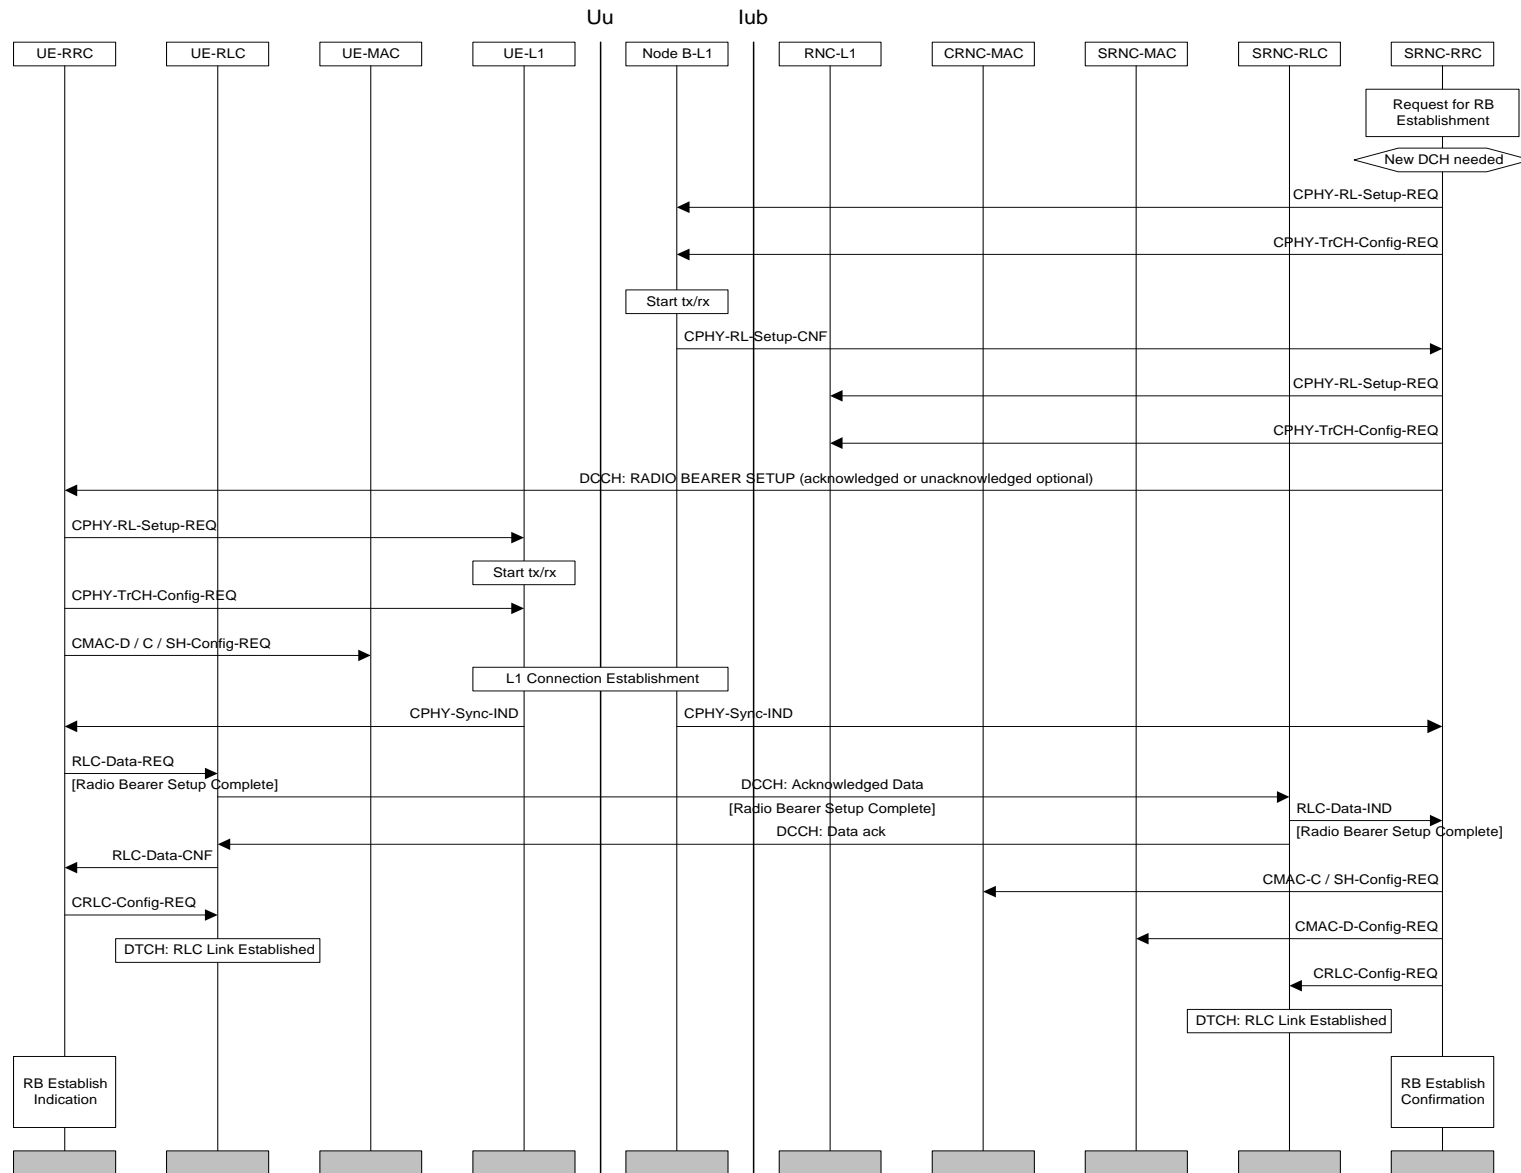 Uu
Iub
UE-RRC
UE-RLC
UE-MAC
UE-L1
Node B-L1
RNC-L1
CRNC-MAC
SRNC-MAC
SRNC-RLC
SRNC-RRC
Request for RB
Establishment
New DCH needed
CPHY-RL-Setup-REQ
CPHY-TrCH-Config-REQ
Start tx/rx
CPHY-RL-Setup-CNF
CPHY-RL-Setup-REQ
CPHY-TrCH-Config-REQ
DCCH: RADIO BEARER SETUP (acknowledged or unacknowledged optional)
CPHY-RL-Setup-REQ
Start tx/rx
CPHY-TrCH-Config-REQ
CMAC-D / C / SH-Config-REQ
L1 Connection Establishment
CPHY-Sync-IND
CPHY-Sync-IND
RLC-Data-REQ
[Radio Bearer Setup Complete]
DCCH: Acknowledged Data
[Radio Bearer Setup Complete]
RLC-Data-IND
[Radio Bearer Setup Complete]
DCCH: Data ack
RLC-Data-CNF
CMAC-C / SH-Config-REQ
CRLC-Config-REQ
CMAC-D-Config-REQ
DTCH: RLC Link Established
CRLC-Config-REQ
DTCH: RLC Link Established
RB Establish
Indication
RB Establish
Confirmation